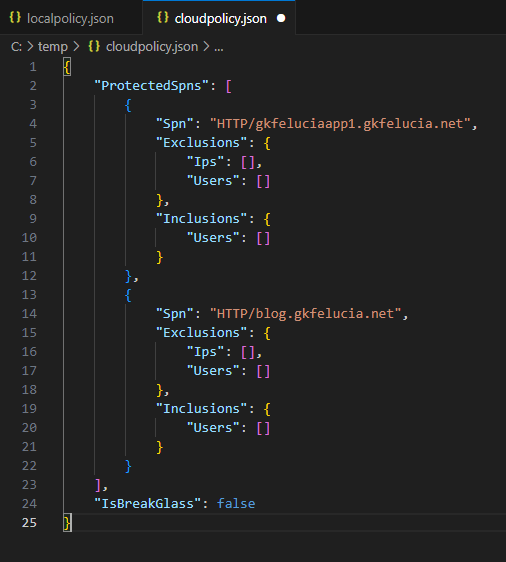 localpolicy.json cloudpolicy.json
C: > temp > cloudpolicy.json > ...
1 {
2 "ProtectedSpns": [
3 {
4 "Spn": "HTTP/gkfeluciaapp1.gkfelucia.net",
5 "Exclusions": {
6 "Ips": [],
7 "Users": []
8 },
9 "Inclusions": {
10 "Users": []
11 }
12 },
13 {
14 "Spn": "HTTP/blog.gkfelucia.net",
15 "Exclusions": {
16 "Ips": [],
17 "Users": []
18 },
19 "Inclusions": {
20 "Users": []
21 }
22 }
23 ],
24 "IsBreakGlass": false
25 }